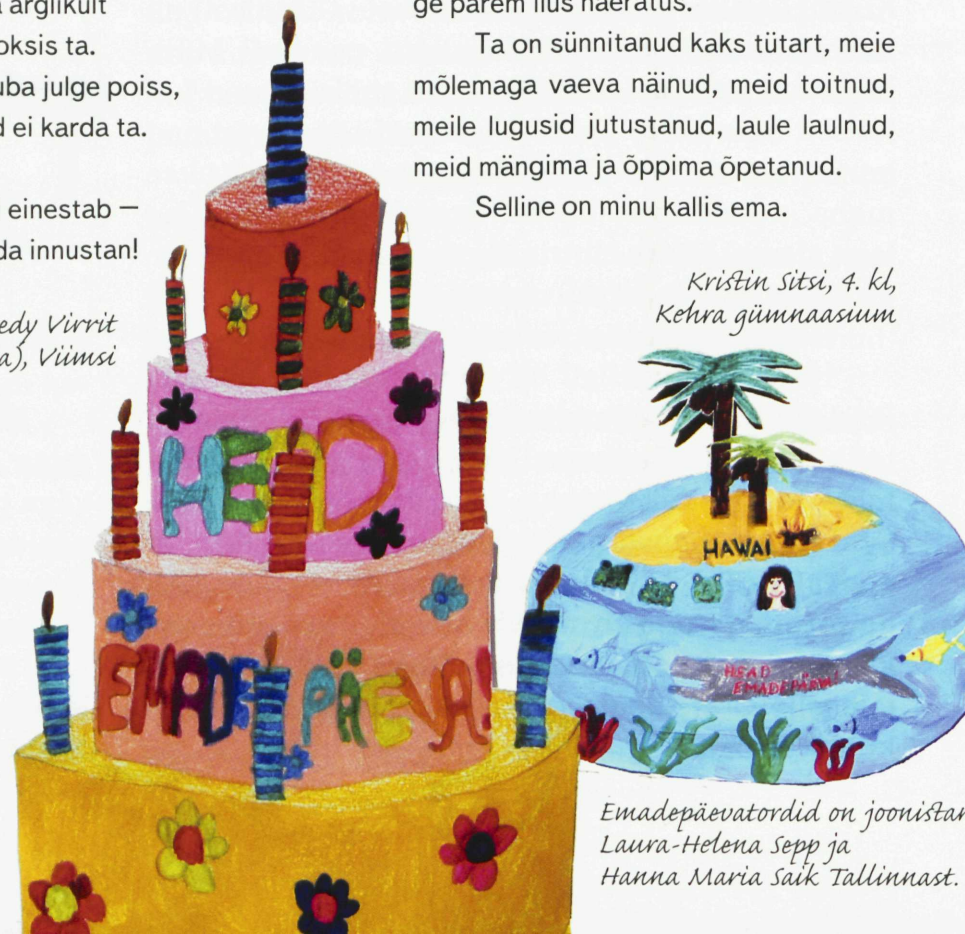 argiikuit
oksis ta.
uba julge poiss,
d ei karda ta.
einestab –
da innustan!
edy Virrit
a), Viimsi
ge parem ilus naeratus.
Ta on sünnitanud kaks tütart, meie
mõlemaga vaeva näinud, meid toitnud,
meile lugusid jutustanud, laule laulnud,
meid mängima ja õppima õpetanud.
Selline on minu kallis ema.
Kristin Sitsi, 4. kl,
Kehra gümnaasium
HEAD
EMADE PÄEVA!
HAWAI
HEAD
EMADEPÄEVA!
Emadepäevatordid on joonistan
Laura-Helena Sepp ja
Hanna Maria Saik Tallinnast.